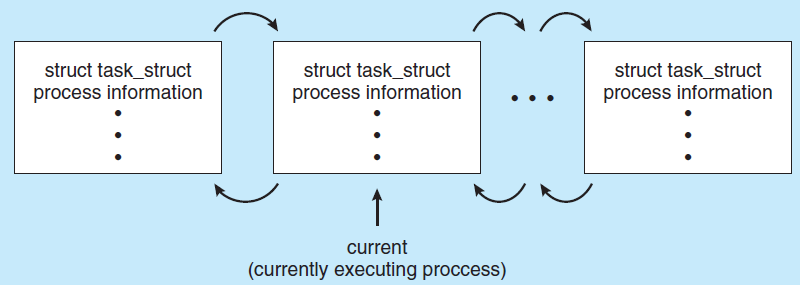 struct task_struct
process information
struct task_struct
process information
struct task_struct
process information
current
(currently executing proccess)